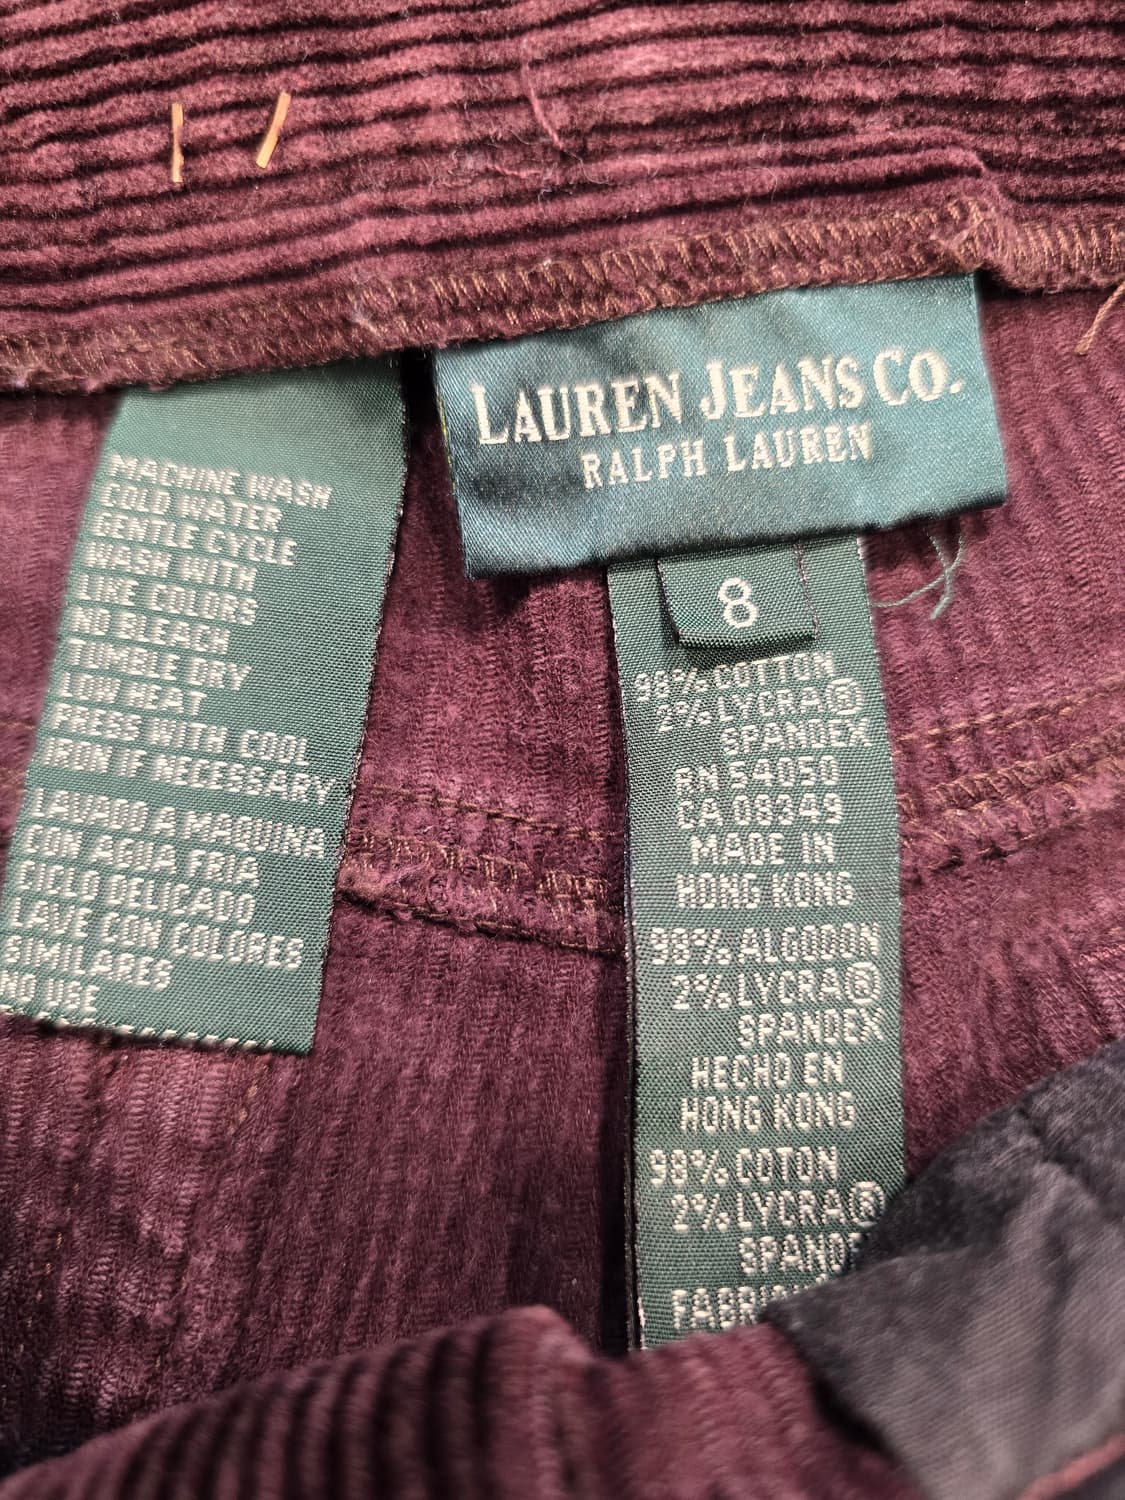 LAUREN JEANS CO.
RALPH LAUREN
8
MACHINE WASH
COLD WATER
GENTLE CYCLE
WASH WITH
LIKE COLORS
NO BLEACH
TUMBLE DRY
LOW HEAT
PRESS WITH COOL
IRON IF NECESSARY
LAUADO A MAQUINA
CON AGUA FRIA
CICLO DELICADO
LAVE CON COLORES
SIMILARES
NO USE
98% COTTON
2% LYCRA®
SPANDEX
RN 54050
CA 08349
MADE IN
HONG KONG
98% ALGODON
2% LYCRA®
SPANDEX
HECHO EN
HONG KONG
98% COTON
2% LYCRA®